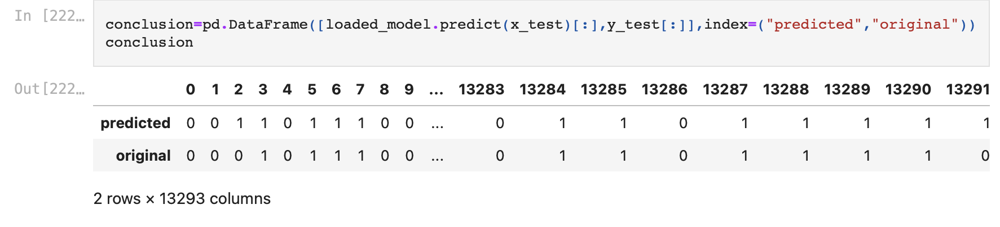 In [222…
conclusion=pd.DataFrame([loaded_model.predict(x_test)[:],y_test[:]],index=("predicted","original"))
conclusion
Out[222…
0 1 2 3 4 5 6 7 8 9 ... 13283 13284 13285 13286 13287 13288 13289 13290 13291
predicted 0 0 1 1 0 1 1 1 0 0 ... 0 1 1 0 1 1 1 1 1
original 0 0 0 1 0 1 1 1 0 0 ... 0 1 1 0 1 1 1 1 0
2 rows × 13293 columns